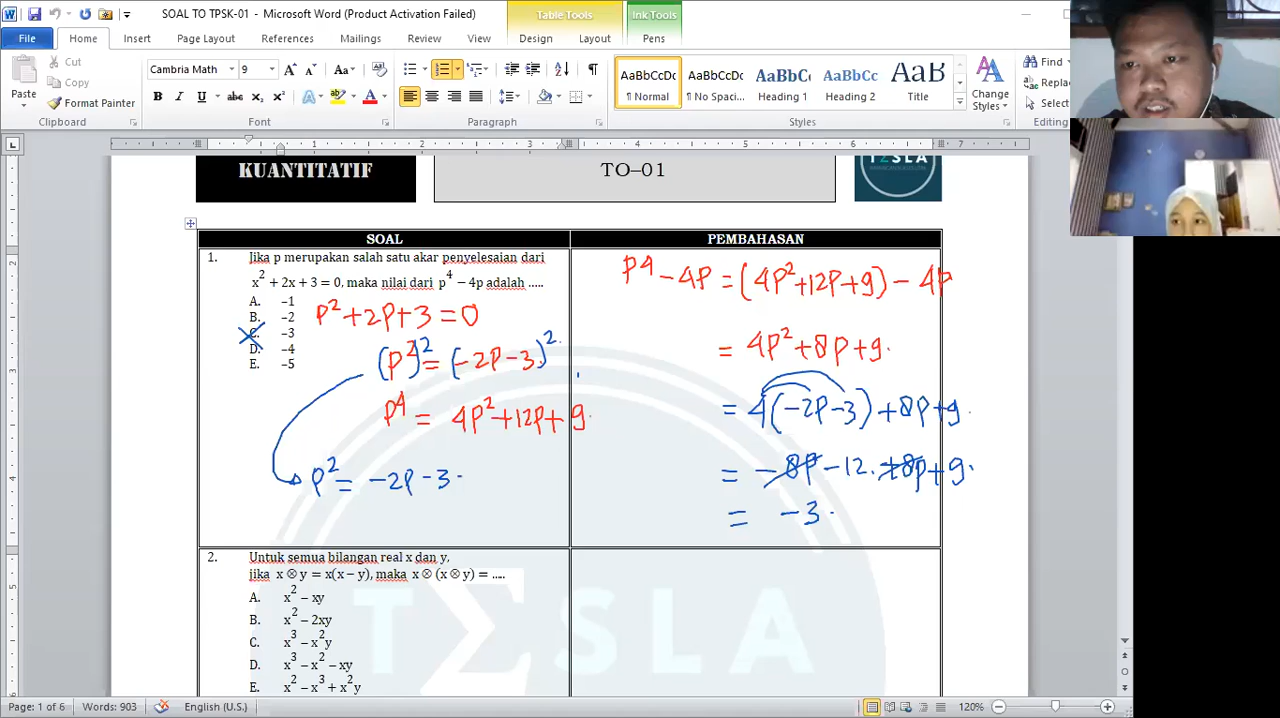 SOAL TO TPSK-01 - Microsoft Word (Product Activation Failed)
Table Tools
Ink Tools
File Home Insert Page Layout References Mailings Review View Design Layout Pens
Paste
Cut
Copy
Format Painter
Clipboard
Cambria Math 9
Font
Paragraph
AaBbCcDc AaBbCcDc AaBbCc AaBbCc AaB
¶ Normal ¶ No Spaci... Heading 1 Heading 2 Title
Change Styles
Styles
Find
Replace
Select
Editing
KUANTITATIF
TO–01
TΣSLA
SOAL
PEMBAHASAN
1. Jika p merupakan salah satu akar penyelesaian dari
x² + 2x + 3 = 0, maka nilai dari p⁴ – 4p adalah .....
A. –1
B. –2
C. –3
D. –4
E. –5
P²+2P+3=0
(P²)²=(-2P-3)²
P⁴ = 4P²+12P+9
P² = -2P-3
P4-4P=(4P²+12P+9)-4P
= 4P²+8P+9
= 4(-2P-3)+8P+9
= -8P-12+8P+9
= -3
2. Untuk semua bilangan real x dan y,
jika x ⊗ y = x(x – y), maka x ⊗ (x ⊗ y) = ....
A. x² – xy
B. x² – 2xy
C. x³ – x²y
D. x³ – x² – xy
E. x² – x³ + x²y
TΣSLA
Page: 1 of 6 Words: 903 English (U.S.) 120%